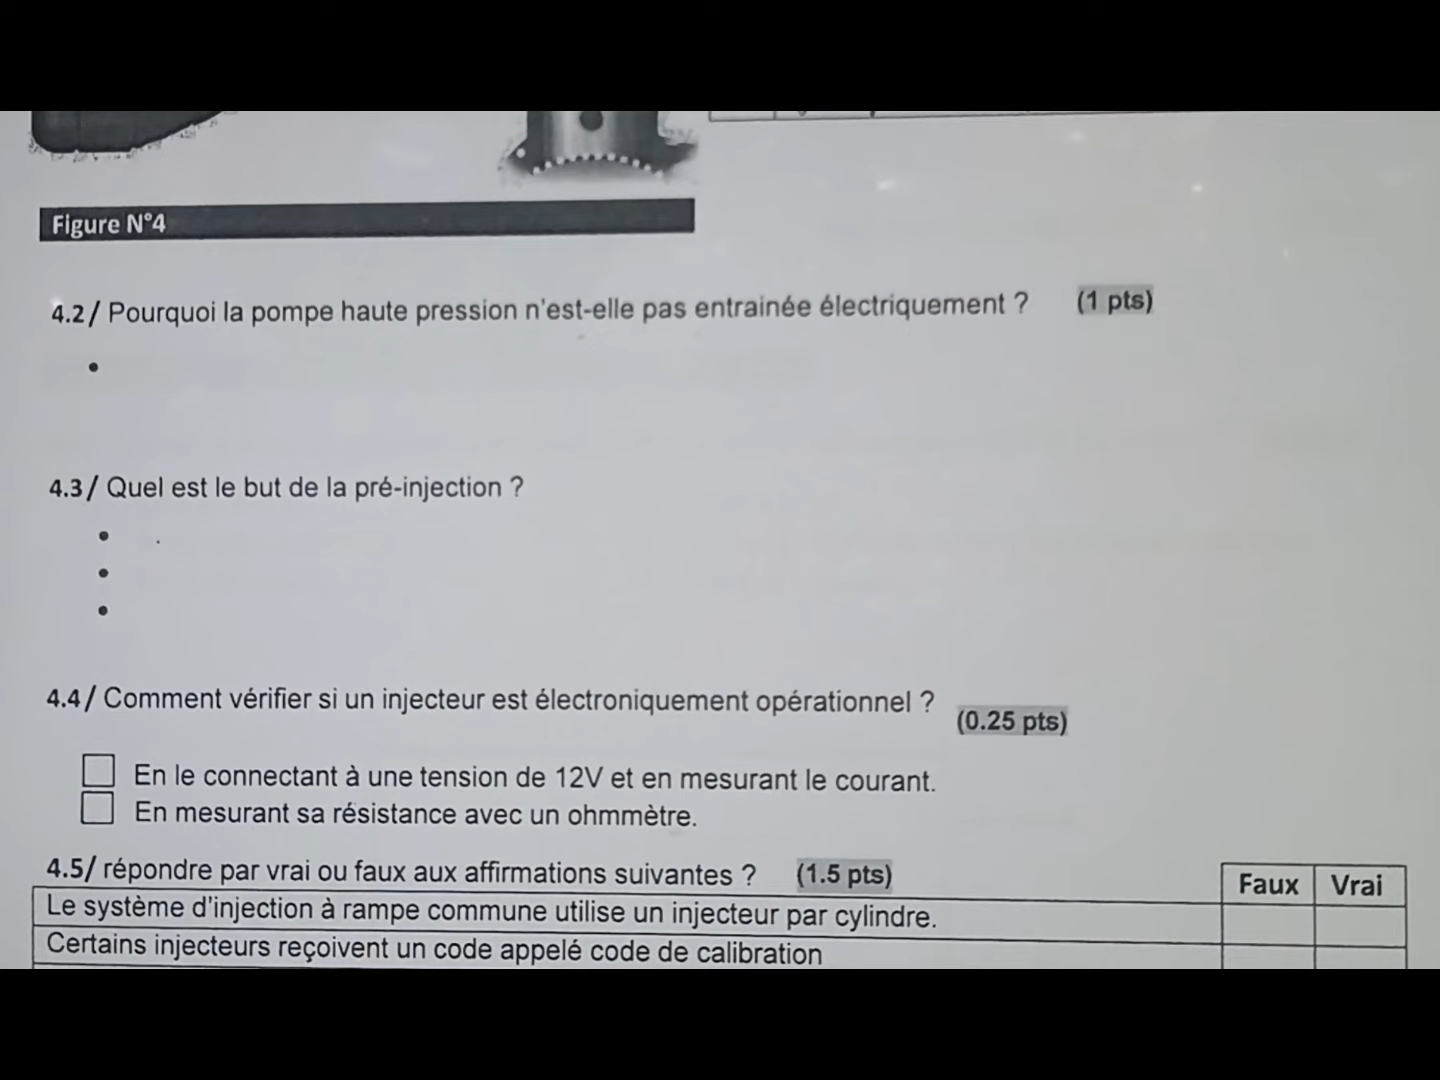 Figure N°4
4.2/ Pourquoi la pompe haute pression n'est-elle pas entrainée électriquement ? (1 pts)
•
4.3/ Quel est le but de la pré-injection ?
•
•
•
4.4/ Comment vérifier si un injecteur est électroniquement opérationnel ? (0.25 pts)
En le connectant à une tension de 12V et en mesurant le courant.
En mesurant sa résistance avec un ohmmètre.
4.5/ répondre par vrai ou faux aux affirmations suivantes ? (1.5 pts)
Faux Vrai
Le système d'injection à rampe commune utilise un injecteur par cylindre.
Certains injecteurs reçoivent un code appelé code de calibration